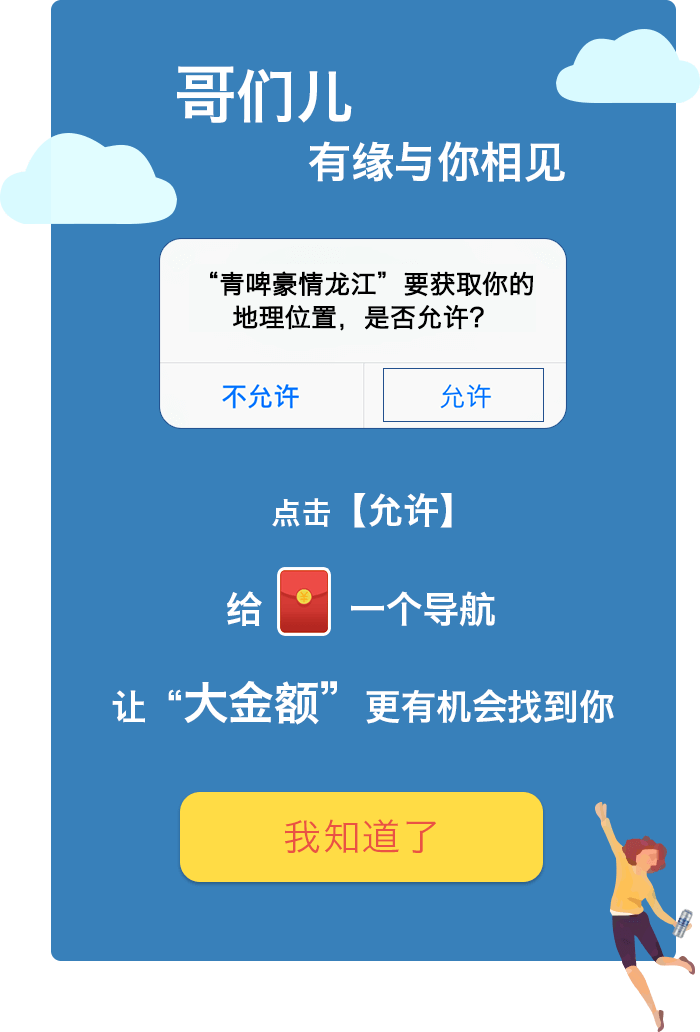 哥们儿
有缘与你相见
“青啤豪情龙江”要获取你的
地理位置，是否允许？
不允许
允许
点击【允许】
给 一个导航
让“大金额”更有机会找到你
我知道了